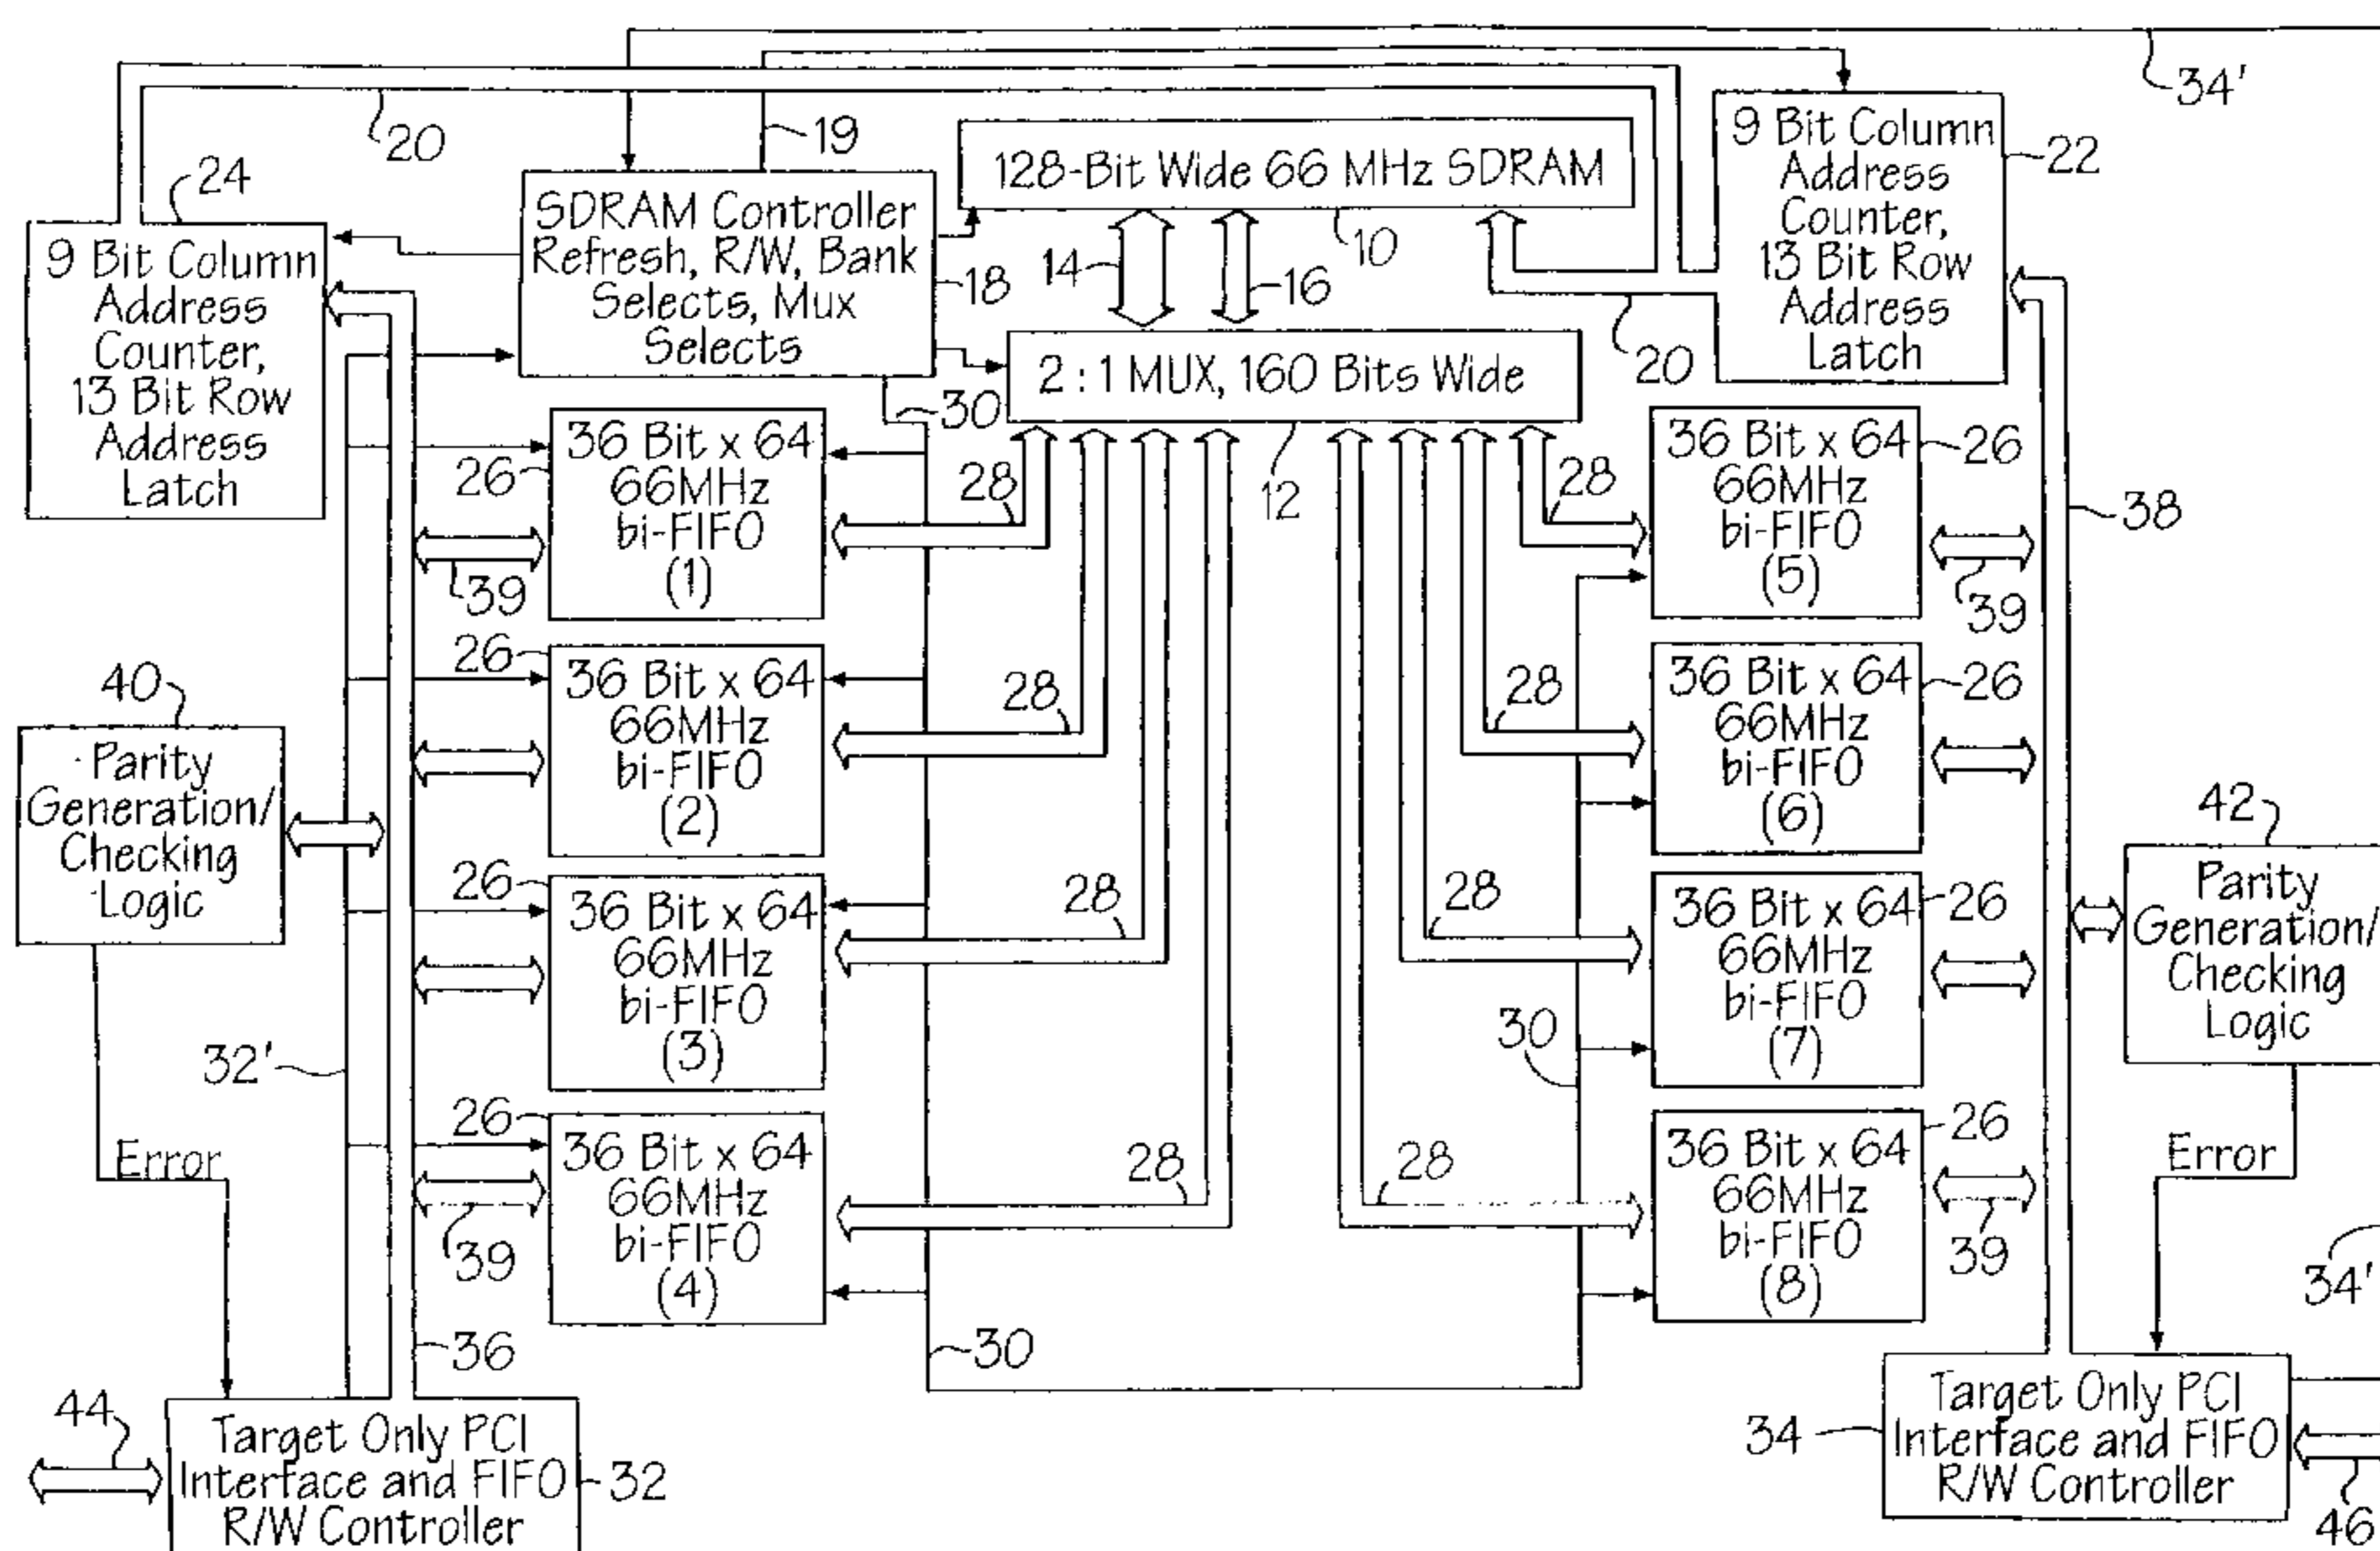 34'
20
19
24
9 Bit Column
Address
Counter,
13 Bit Row
Address
Latch
SDRAM Controller
Refresh, R/W, Bank
Selects, Mux
Selects
18
128-Bit Wide 66 MHz SDRAM
10
14
16
2 : 1 MUX, 160 Bits Wide
12
20
9 Bit Column
Address
Counter,
13 Bit Row
Address
Latch
22
30
26
36 Bit x 64
66MHz
bi-FIFO
(1)
28
39
28
36 Bit x 64
66MHz
bi-FIFO
(5)
26
39
38
26
36 Bit x 64
66MHz
bi-FIFO
(2)
28
28
36 Bit x 64
66MHz
bi-FIFO
(6)
26
40
Parity
Generation/
Checking
Logic
42
Parity
Generation/
Checking
Logic
26
36 Bit x 64
66MHz
bi-FIFO
(3)
28
28
36 Bit x 64
66MHz
bi-FIFO
(7)
26
32'
30
Error
26
36 Bit x 64
66MHz
bi-FIFO
(4)
39
28
28
36 Bit x 64
66MHz
bi-FIFO
(8)
26
39
Error
34'
36
30
44
Target Only PCI
Interface and FIFO
R/W Controller
32
34
Target Only PCI
Interface and FIFO
R/W Controller
46